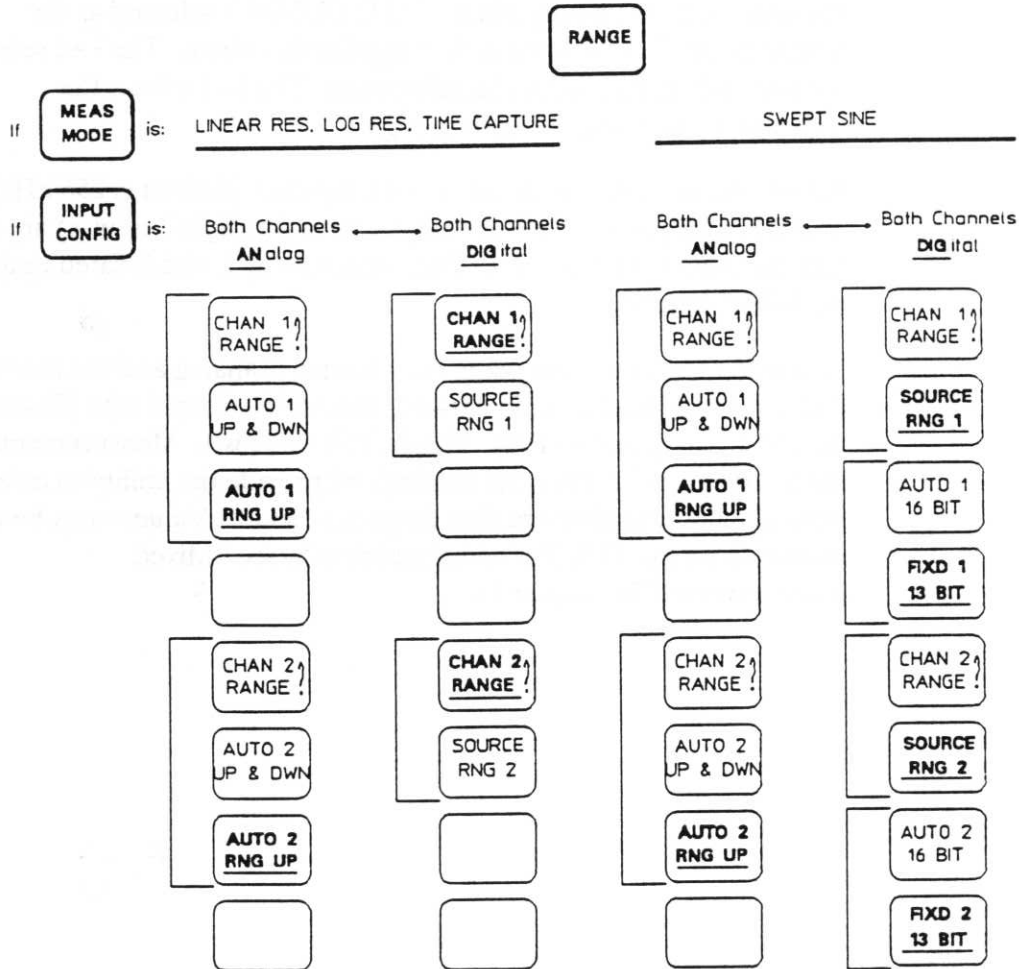 RANGE
If MEAS MODE is: LINEAR RES, LOG RES, TIME CAPTURE SWEPT SINE
If INPUT CONFIG is: Both Channels ANalog Both Channels DIGital Both Channels ANalog Both Channels DIGital
CHAN 1
RANGE ?
AUTO 1
UP & DWN
AUTO 1
RNG UP
CHAN 2
RANGE ?
AUTO 2
UP & DWN
AUTO 2
RNG UP
CHAN 1
RANGE ?
SOURCE
RNG 1
CHAN 2
RANGE ?
SOURCE
RNG 2
CHAN 1
RANGE ?
AUTO 1
UP & DWN
AUTO 1
RNG UP
CHAN 2
RANGE ?
AUTO 2
UP & DWN
AUTO 2
RNG UP
CHAN 1
RANGE ?
SOURCE
RNG 1
AUTO 1
16 BIT
FIXD 1
13 BIT
CHAN 2
RANGE ?
SOURCE
RNG 2
AUTO 2
16 BIT
FIXD 2
13 BIT